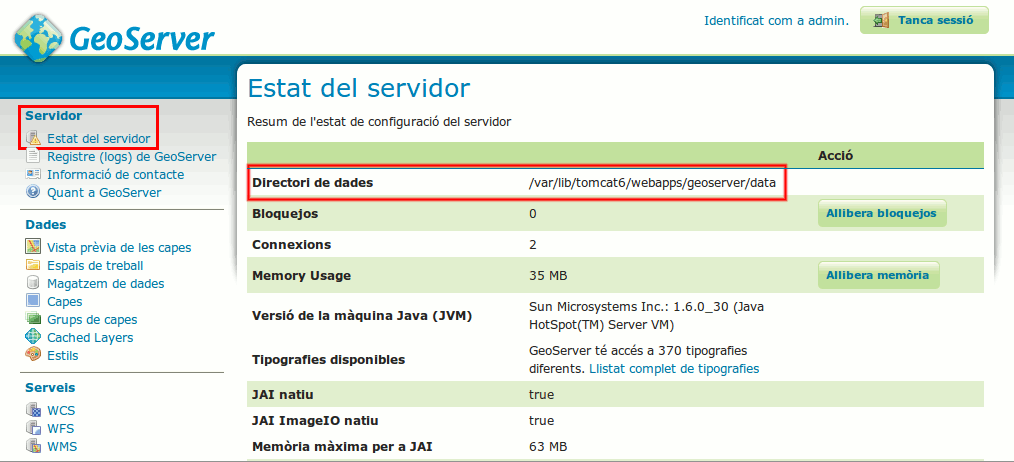 GeoServer
Identificat com a admin.
Tanca sessió
Servidor
Estat del servidor
Registre (logs) de GeoServer
Informació de contacte
Quant a GeoServer
Dades
Vista prèvia de les capes
Espais de treball
Magatzem de dades
Capes
Grups de capes
Cached Layers
Estils
Serveis
WCS
WFS
WMS
Estat del servidor
Resum de l'estat de configuració del servidor
Acció
Directori de dades /var/lib/tomcat6/webapps/geoserver/data
Bloquejos 0 Allibera bloquejos
Connexions 2
Memory Usage 35 MB Allibera memòria
Versió de la màquina Java (JVM) Sun Microsystems Inc.: 1.6.0_30 (Java
HotSpot(TM) Server VM)
Tipografies disponibles GeoServer té accés a 370 tipografies
diferents. Llistat complet de tipografies
JAI natiu true
JAI ImageIO natiu true
Memòria màxima per a JAI 63 MB